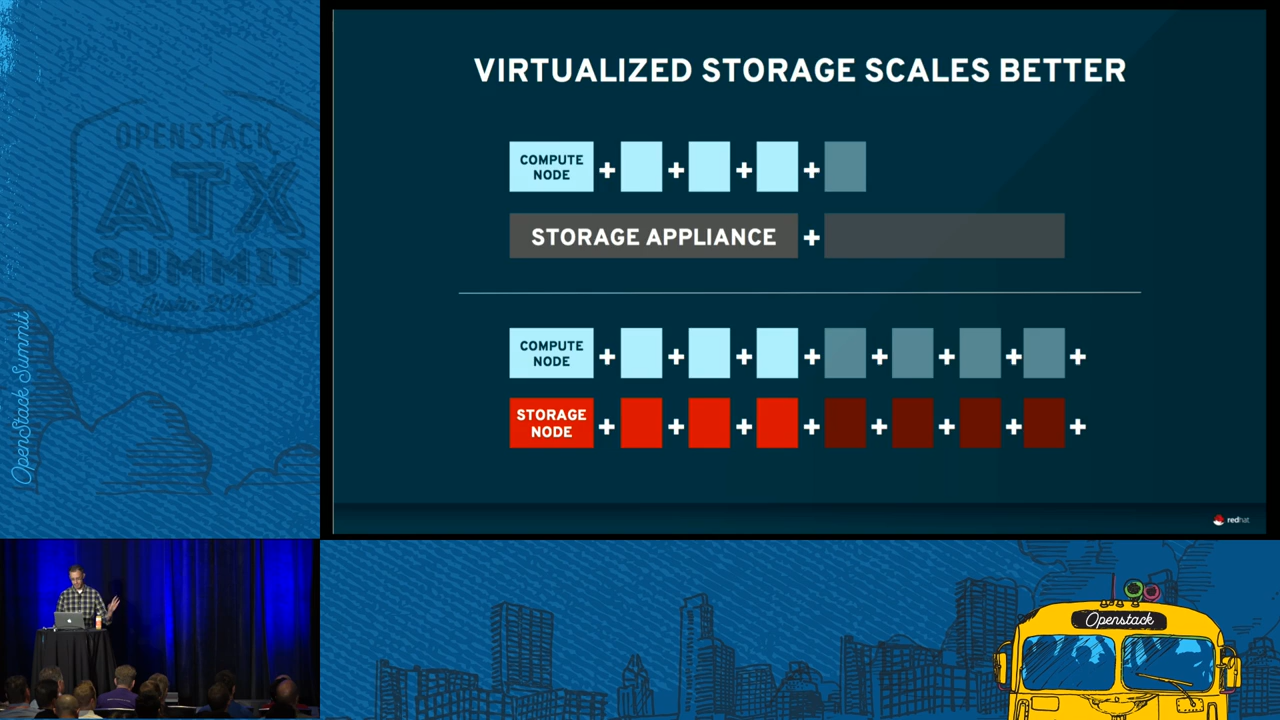 OPENSTACK
ATX
SUMMIT
Austin 2016
OpenStack Summit
VIRTUALIZED STORAGE SCALES BETTER
COMPUTE
NODE
+ + + +
STORAGE APPLIANCE
+
COMPUTE
NODE
+ + + + + + + +
STORAGE
NODE
+ + + + + + + +
redhat
Openstack